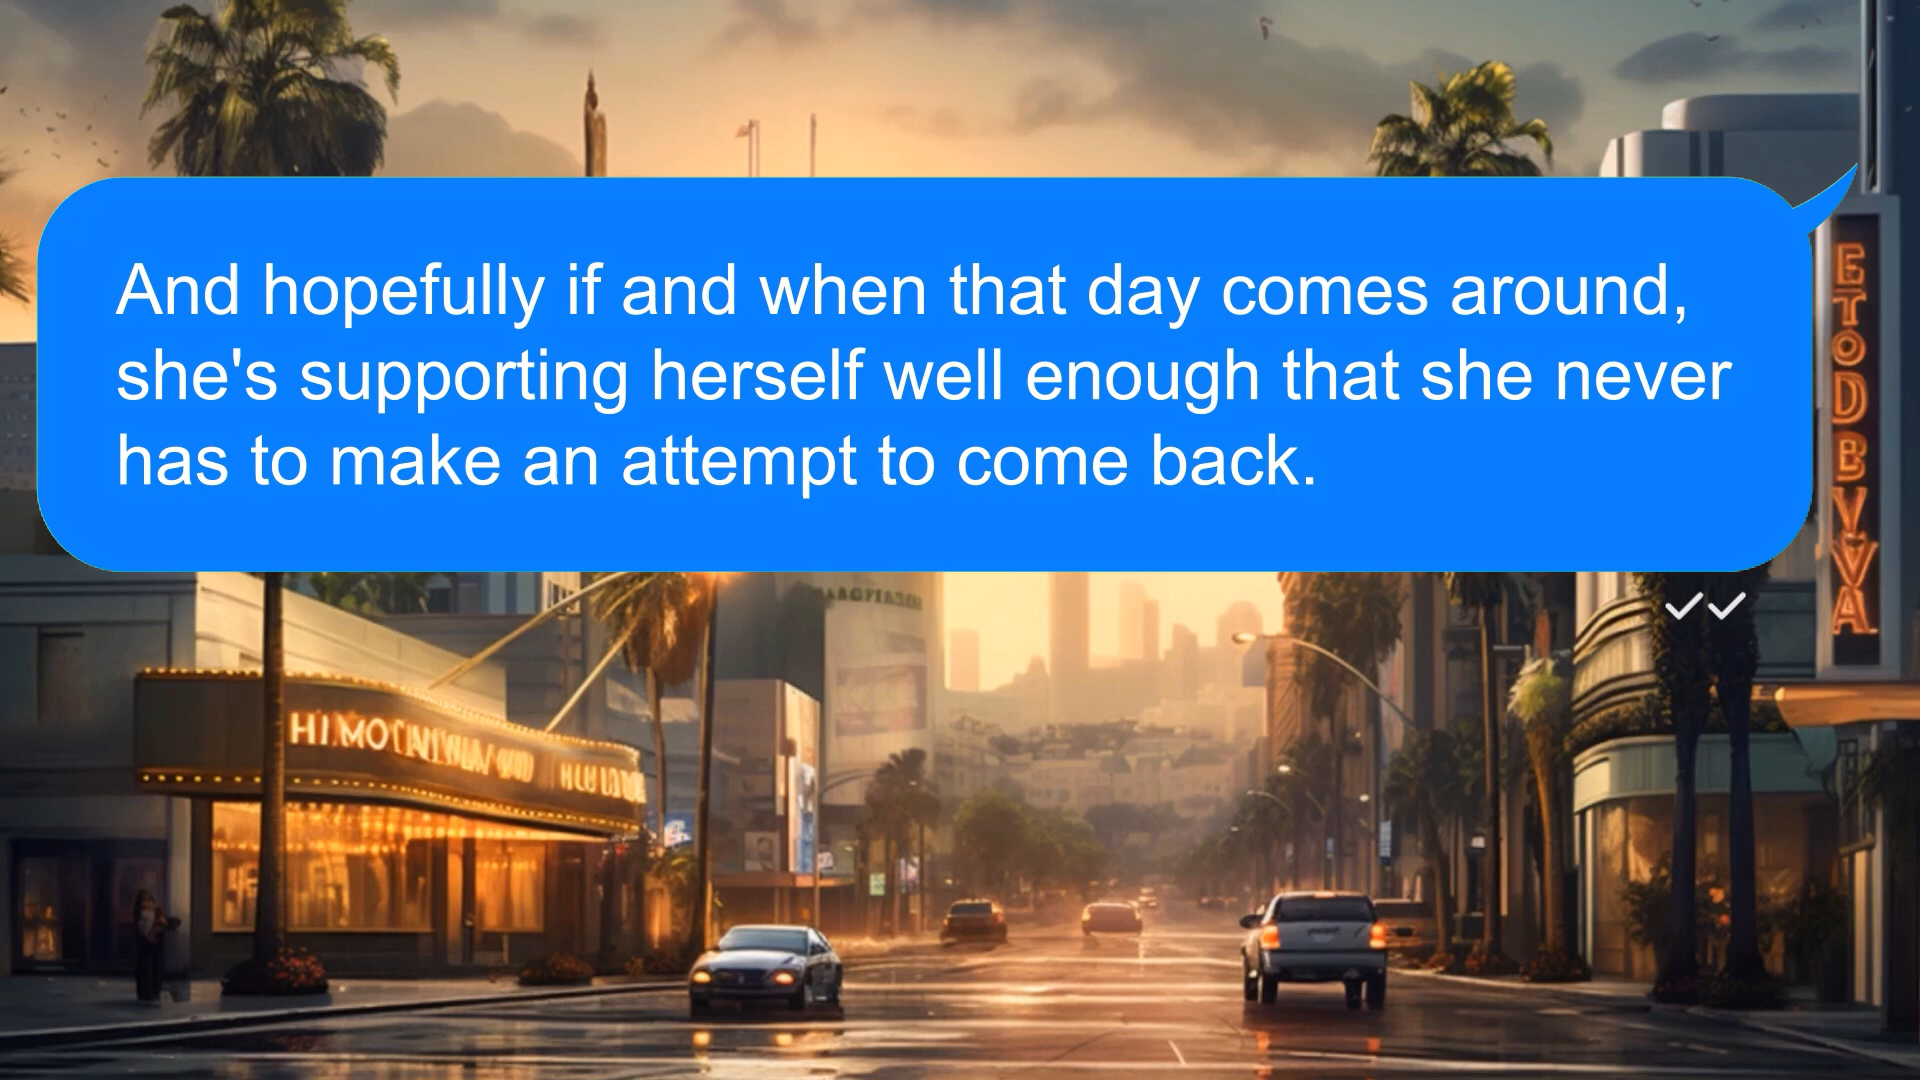 And hopefully if and when that day comes around,
she's supporting herself well enough that she never
has to make an attempt to come back.